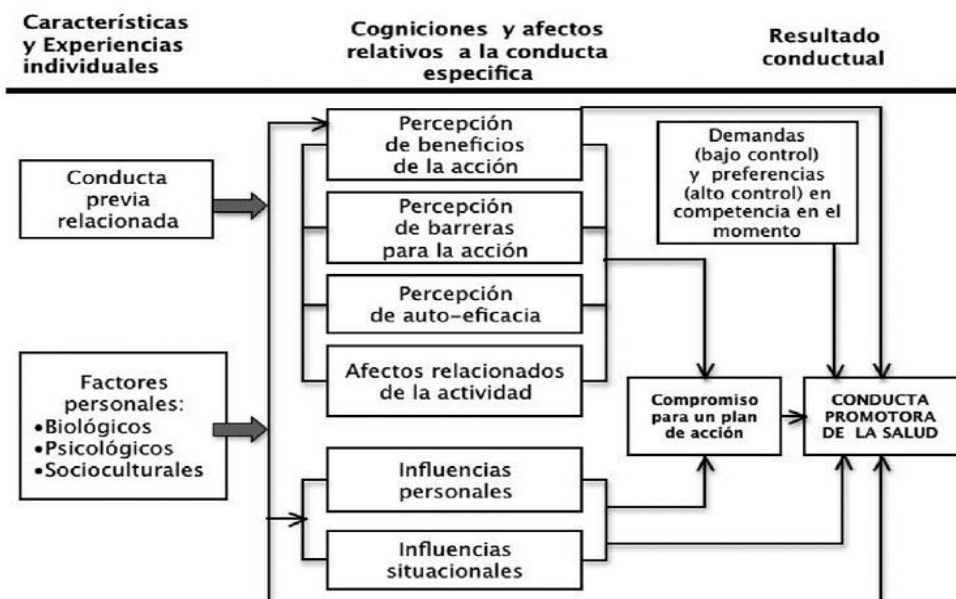 Características
y Experiencias
individuales
Cogniciones y afectos
relativos a la conducta
especifica
Resultado
conductual
Conducta
previa
relacionada
Factores
personales:
•Biológicos
•Psicológicos
•Socioculturales
Percepción
de beneficios
de la acción
Percepción
de barreras
para la acción
Percepción
de auto-eficacia
Afectos relacionados
de la actividad
Influencias
personales
Influencias
situacionales
Demandas
(bajo control)
y preferencias
(alto control) en
competencia en el
momento
Compromiso
para un plan
de acción
CONDUCTA
PROMOTORA
DE LA SALUD